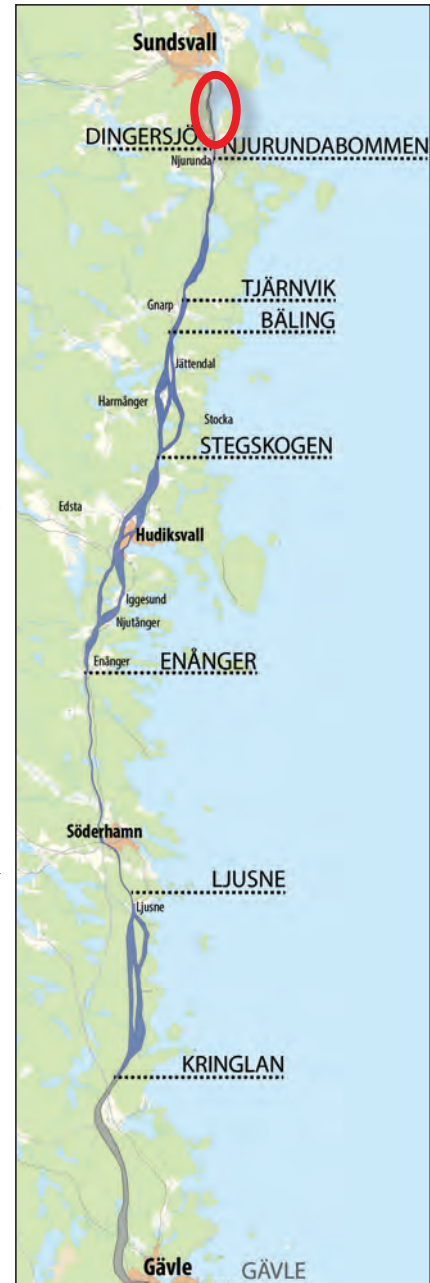 Sundsvall
DINGERSJÖ
NJURUNDABOMMEN
Njurunda
TJÄRNVIK
Gnarp
BÄLING
Jättendal
Harmånger
Stocka
STEGSKOGEN
Edsta
Hudiksvall
Iggesund
Njutånger
Enånger
ENÅNGER
Söderhamn
LJUSNE
Ljusne
KRINGLAN
Gävle
GÄVLE